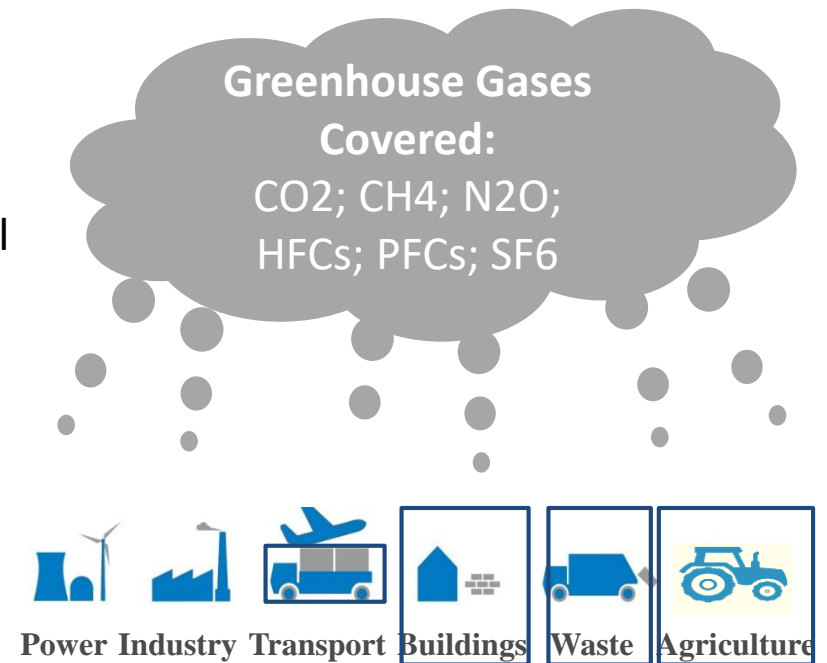 Greenhouse Gases
Covered:
CO2; CH4; N2O;
HFCs; PFCs; SF6
l
Power Industry Transport Buildings Waste Agriculture